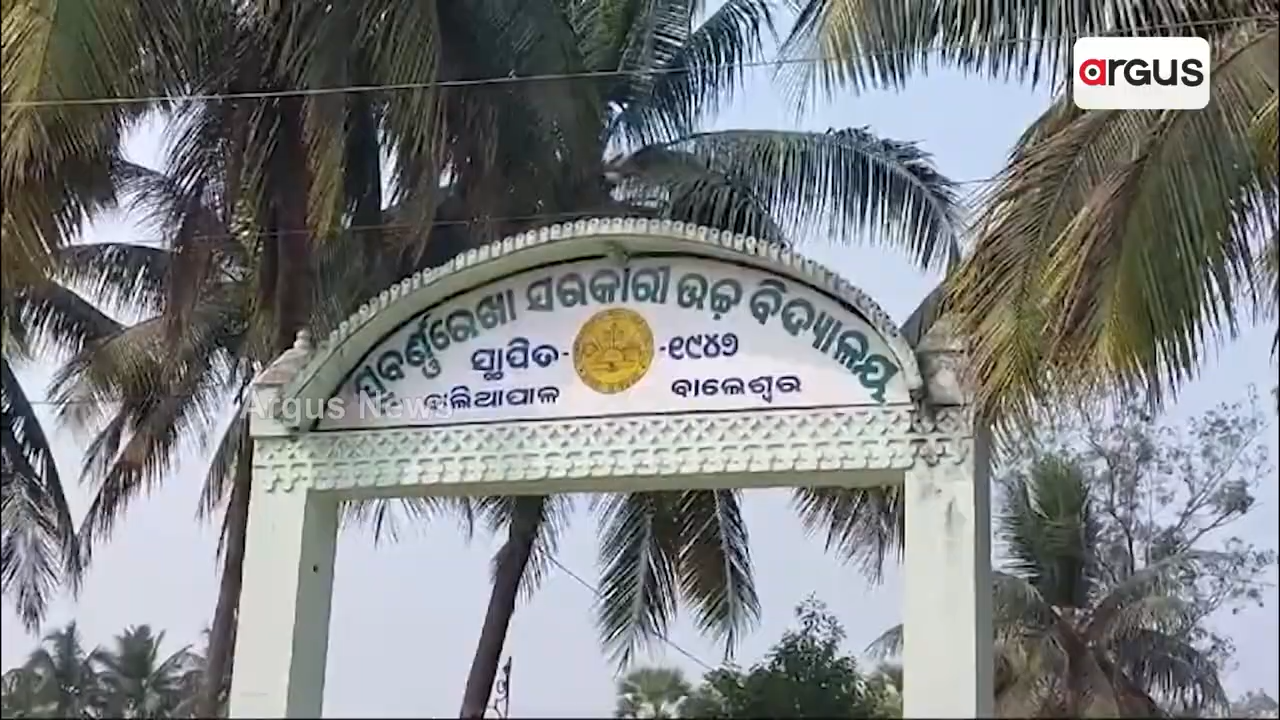 argus
ସୁବର୍ଣ୍ଣରେଖା ସରକାରୀ ଉଚ୍ଚ ବିଦ୍ୟାଳୟ
ସ୍ଥାପିତ - ୧୯୪୭
ବାଲିଆପାଳ ବାଲେଶ୍ୱର
Argus News